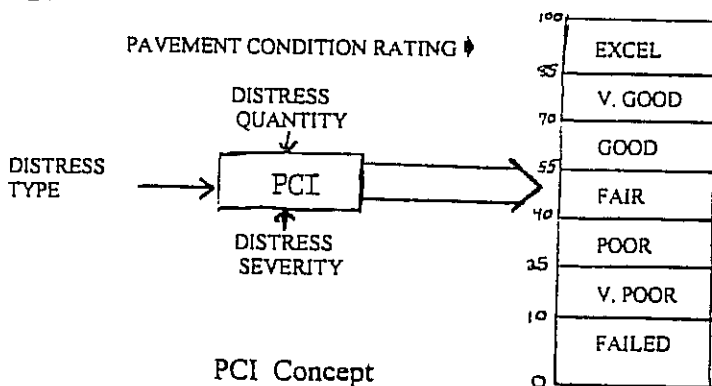 PAVEMENT CONDITION RATING
DISTRESS
QUANTITY
DISTRESS
TYPE
PCI
DISTRESS
SEVERITY
PCI Concept
100
EXCEL
85
V. GOOD
70
GOOD
55
FAIR
40
POOR
25
V. POOR
10
FAILED
0